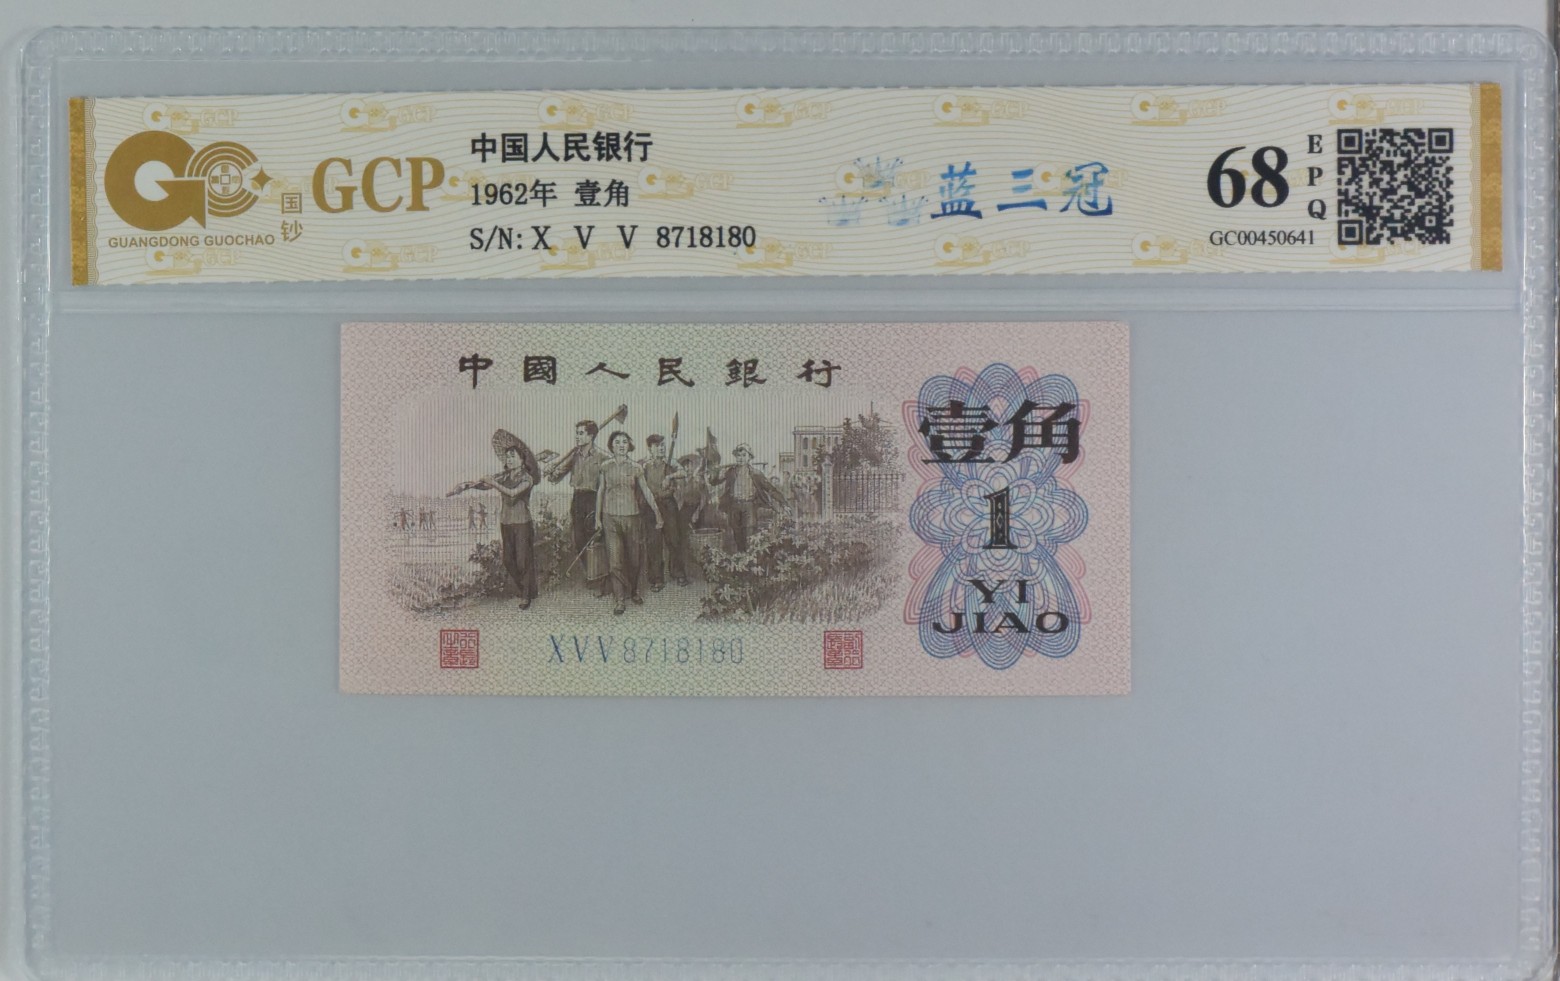 GUANGDONG GUOCHAO
国钞
GCP
中国人民银行
1962年 壹角
S/N: X V V 8718180
蓝三冠
68
EPQ
GC00450641
中國人民銀行
壹角
1
YI
JIAO
XVV8718180